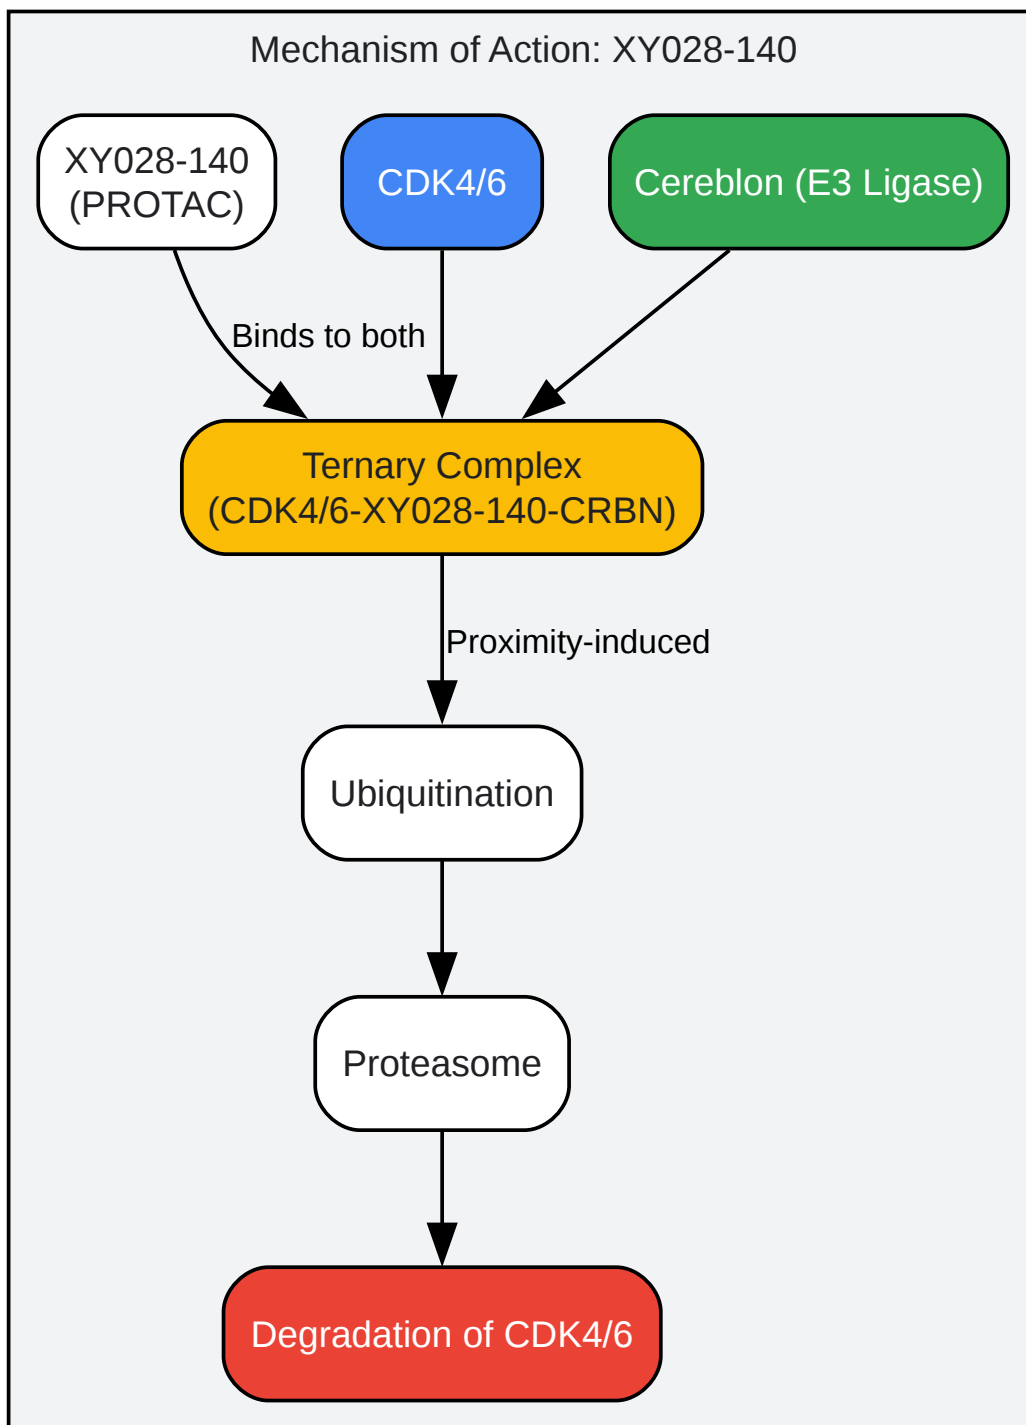 Mechanism of Action: XY028-140
XY028-140
(PROTAC)
CDK4/6
Cereblon (E3 Ligase)
Binds to both
Ternary Complex
(CDK4/6-XY028-140-CRBN)
Proximity-induced
Ubiquitination
Proteasome
Degradation of CDK4/6